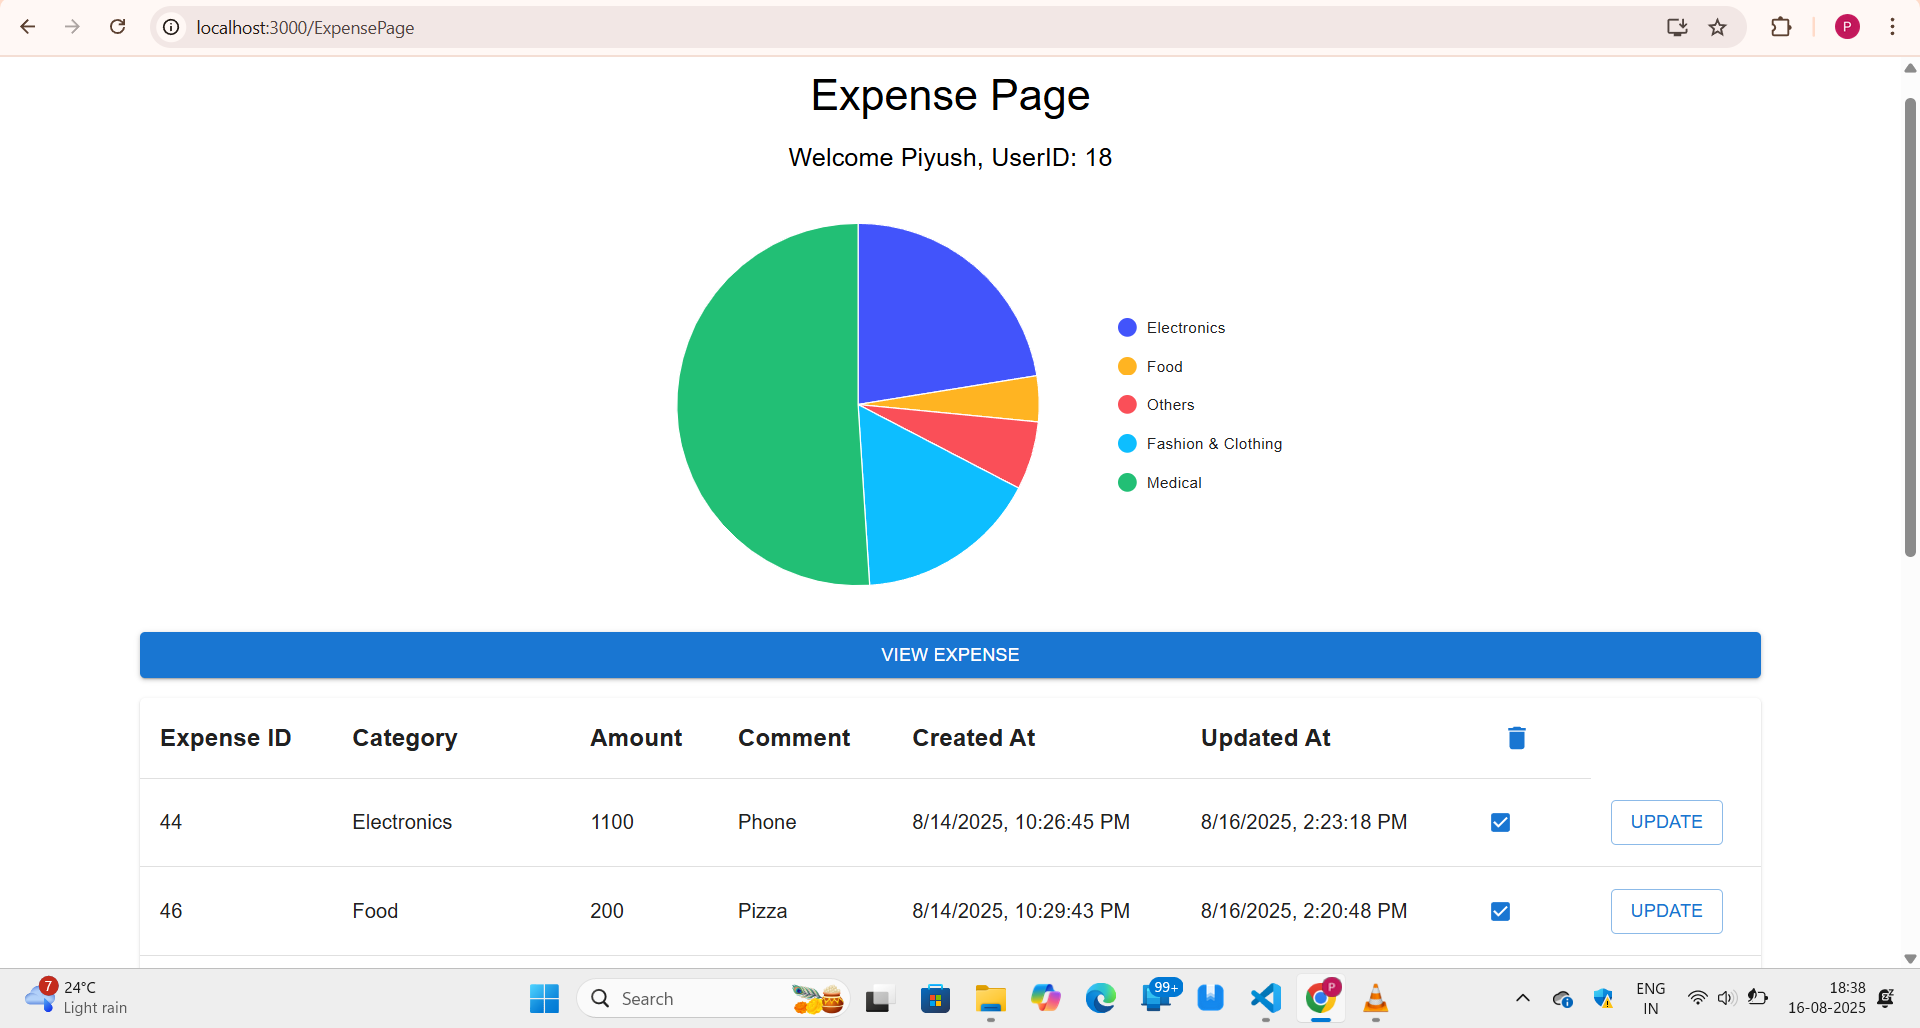 localhost:3000/ExpensePage
P
Expense Page
Welcome Piyush, UserID: 18
Electronics
Food
Others
Fashion & Clothing
Medical
VIEW EXPENSE
Expense ID Category Amount Comment Created At Updated At
44 Electronics 1100 Phone 8/14/2025, 10:26:45 PM 8/16/2025, 2:23:18 PM UPDATE
46 Food 200 Pizza 8/14/2025, 10:29:43 PM 8/16/2025, 2:20:48 PM UPDATE
7
24°C
Light rain
Search
99+
P
ENG
IN
18:38
16-08-2025